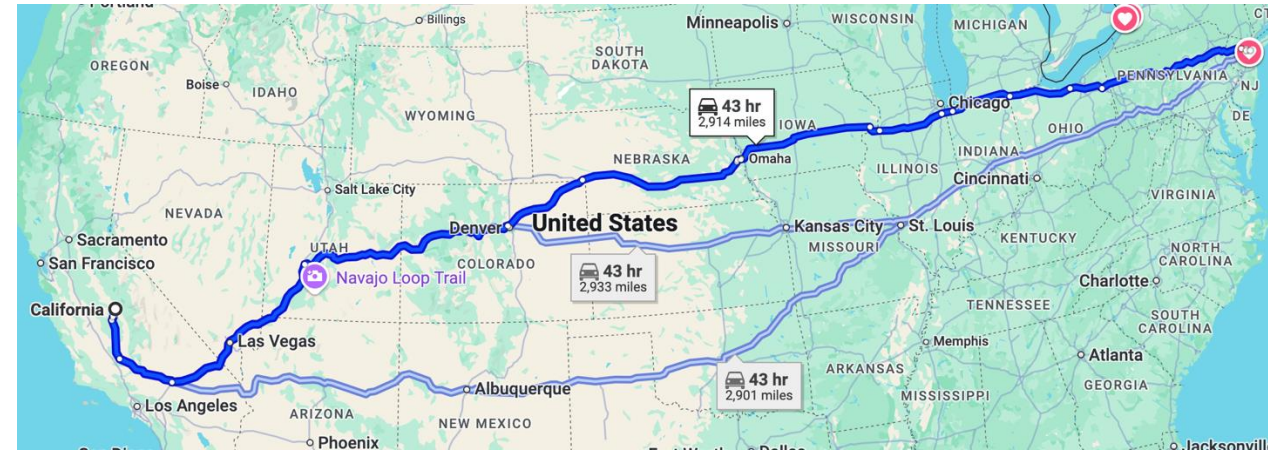 Billings
Minneapolis
WISCONSIN
MICHIGAN
CT
OREGON
SOUTH
DAKOTA
Boise
IDAHO
WYOMING
PENNSYLVANIA
NJ
43 hr
2,914 miles
IOWA
Chicago
OHIO
DE
NEBRASKA
Omaha
INDIANA
ILLINOIS
Cincinnati
Salt Lake City
VIRGINIA
NEVADA
Denver
United States
Kansas City
St. Louis
Sacramento
UTAH
MISSOURI
KENTUCKY
San Francisco
COLORADO
NORTH
CAROLINA
Navajo Loop Trail
43 hr
2,933 miles
Charlotte
California
TENNESSEE
SOUTH
CAROLINA
Las Vegas
Memphis
Atlanta
ARKANSAS
43 hr
2,901 miles
Albuquerque
GEORGIA
MISSISSIPPI
Los Angeles
ARIZONA
NEW MEXICO
Phoenix
Jacksonvill